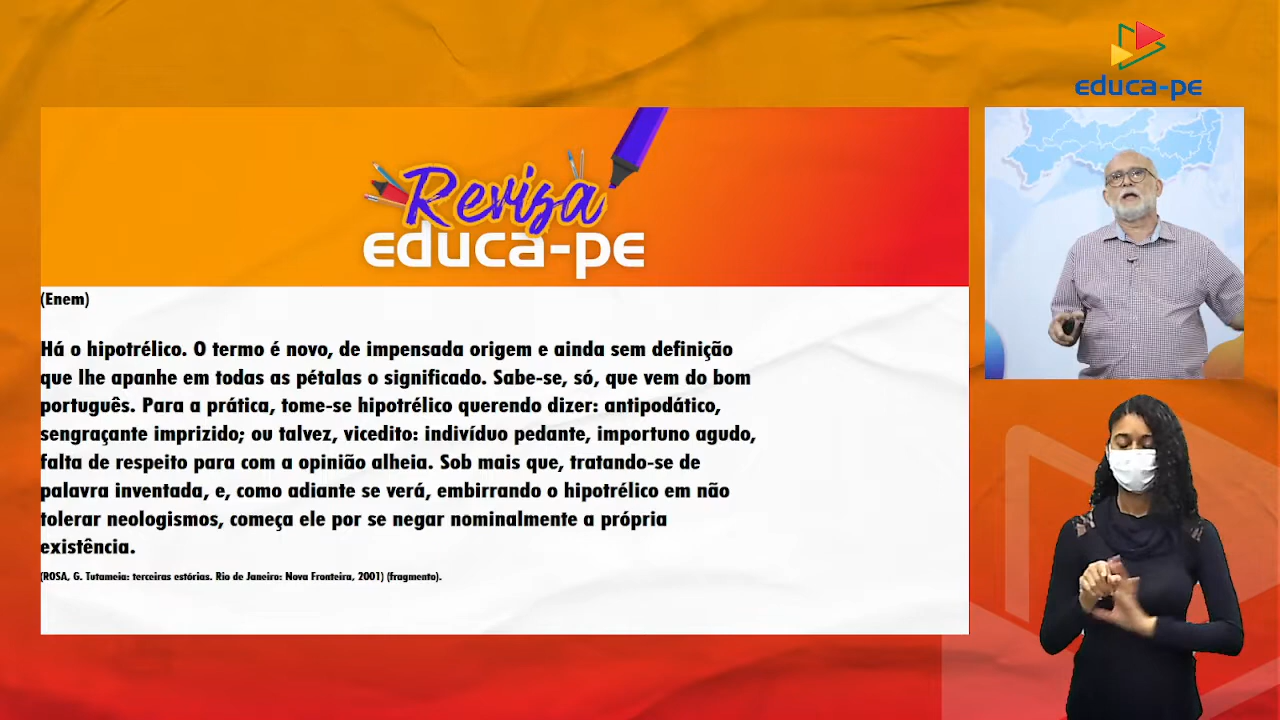 educa-pe
Revisa
educa-pe
(Enem)
Há o hipotrélico. O termo é novo, de impensada origem e ainda sem definição
que lhe apanhe em todas as pétalas o significado. Sabe-se, só, que vem do bom
português. Para a prática, tome-se hipotrélico querendo dizer: antipodático,
sengraçante imprizido; ou talvez, vicedito: indivíduo pedante, importuno agudo,
falta de respeito para com a opinião alheia. Sob mais que, tratando-se de
palavra inventada, e, como adiante se verá, embirrando o hipotrélico em não
tolerar neologismos, começa ele por se negar nominalmente a própria
existência.
(ROSA, G. Tutameia: terceiras estórias. Rio de Janeiro: Nova Fronteira, 2001) (fragmento).